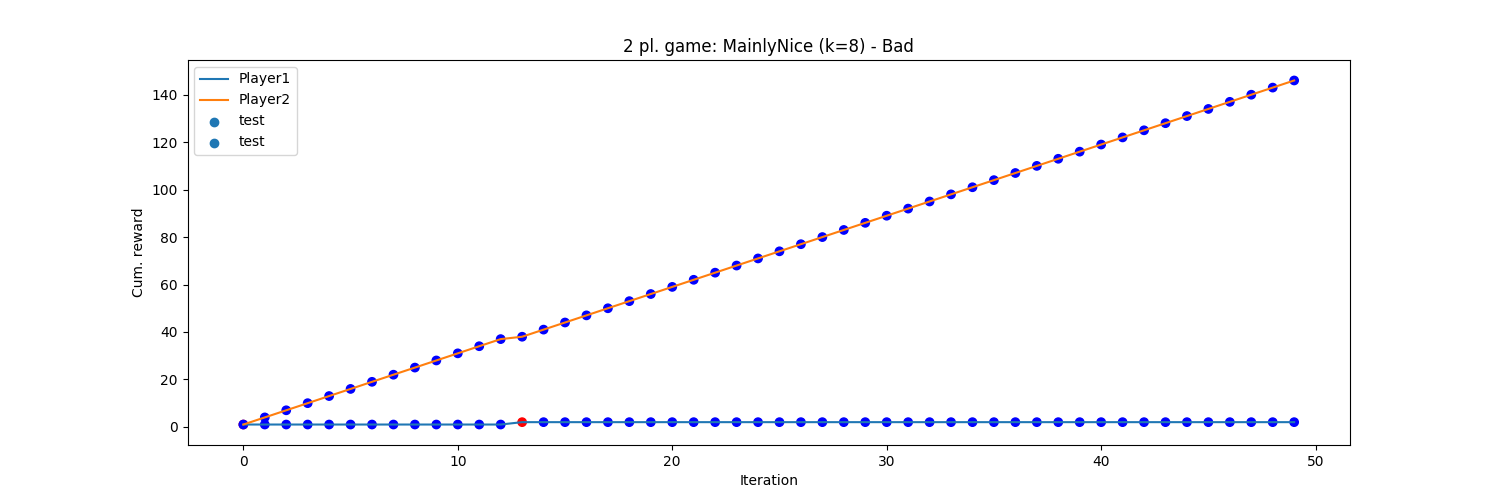 2 pl. game: MainlyNice (k=8) - Bad
Player1
Player2
test
test
Cum. reward
140
120
100
80
60
40
20
0
0 10 20 30 40 50
Iteration